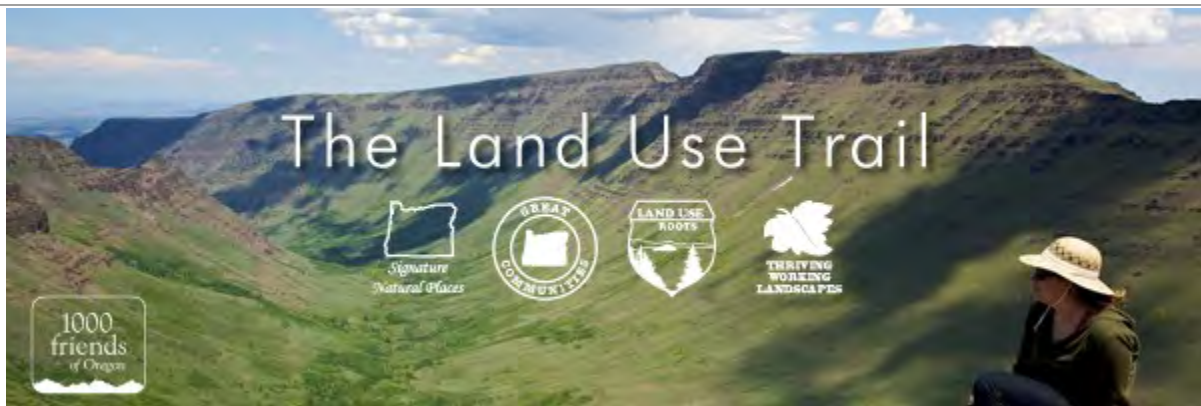 The Land Use Trail
Signature
Natural Places
GREAT
COMMUNITIES
LAND USE
ROOTS
THRIVING
WORKING
LANDSCAPES
1000
friends
of Oregon